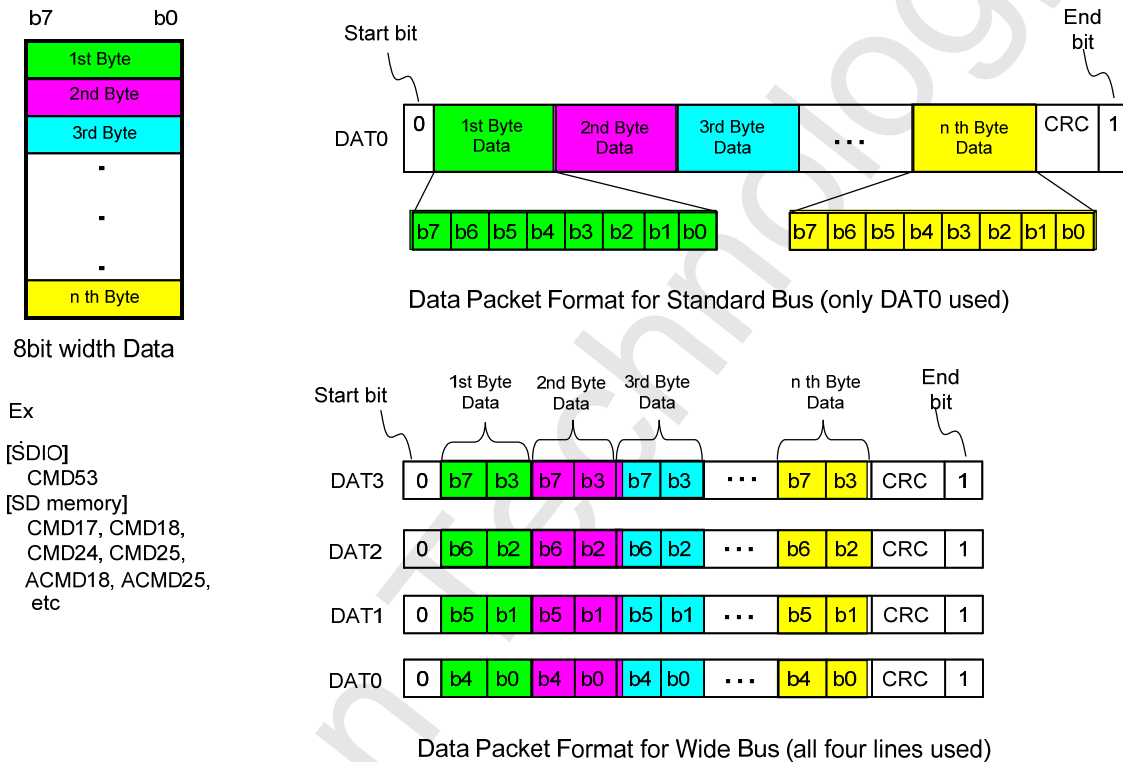 b7 b0
1st Byte
2nd Byte
3rd Byte
n th Byte
8bit width Data
Ex
[SDIO]
CMD53
[SD memory]
CMD17, CMD18,
CMD24, CMD25,
ACMD18, ACMD25,
etc
Start bit
End
bit
DAT0 0 1st Byte Data 2nd Byte Data 3rd Byte Data ... n th Byte Data CRC 1
b7 b6 b5 b4 b3 b2 b1 b0 b7 b6 b5 b4 b3 b2 b1 b0
Data Packet Format for Standard Bus (only DAT0 used)
Start bit
1st Byte
Data
2nd Byte
Data
3rd Byte
Data
n th Byte
Data
End
bit
DAT3 0 b7 b3 b7 b3 b7 b3 ... b7 b3 CRC 1
DAT2 0 b6 b2 b6 b2 b6 b2 ... b6 b2 CRC 1
DAT1 0 b5 b1 b5 b1 b5 b1 ... b5 b1 CRC 1
DAT0 0 b4 b0 b4 b0 b4 b0 ... b4 b0 CRC 1
Data Packet Format for Wide Bus (all four lines used)